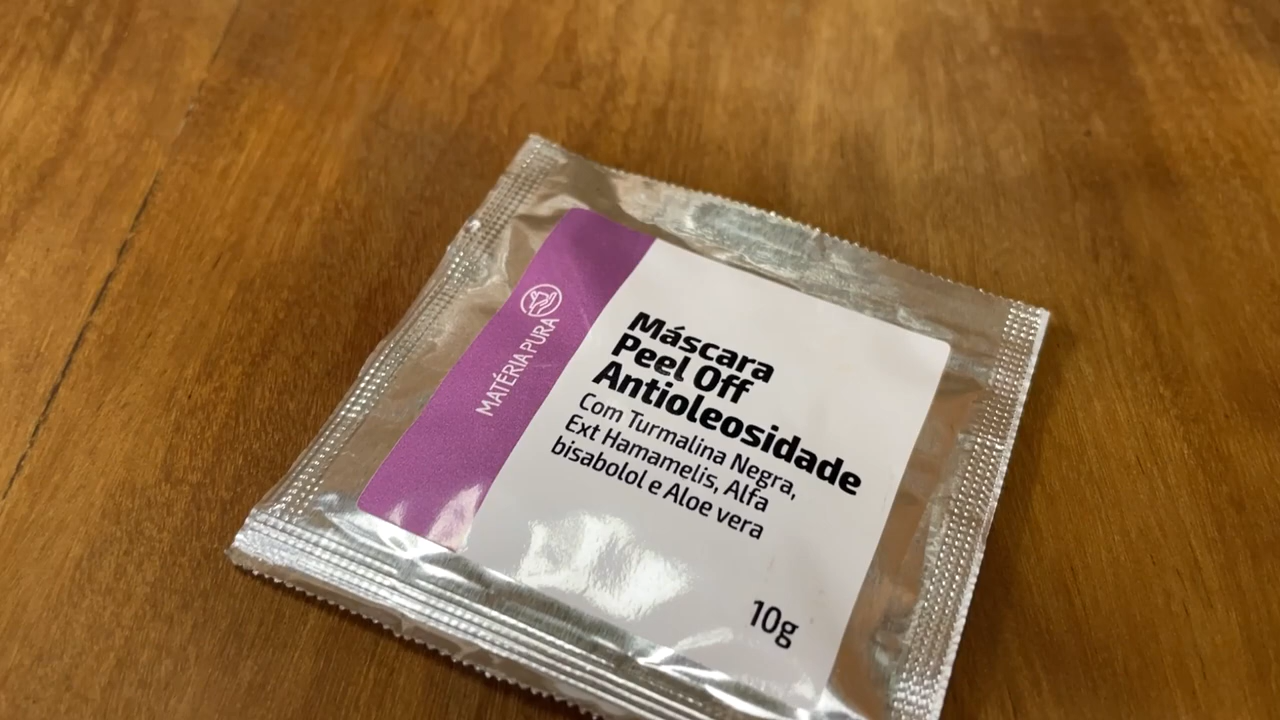 MATÉRIA PURA
Máscara
Peel Off
Antioleosidade
Com Turmalina Negra,
Ext Hamamelis, Alfa
bisabolol e Aloe vera
10g